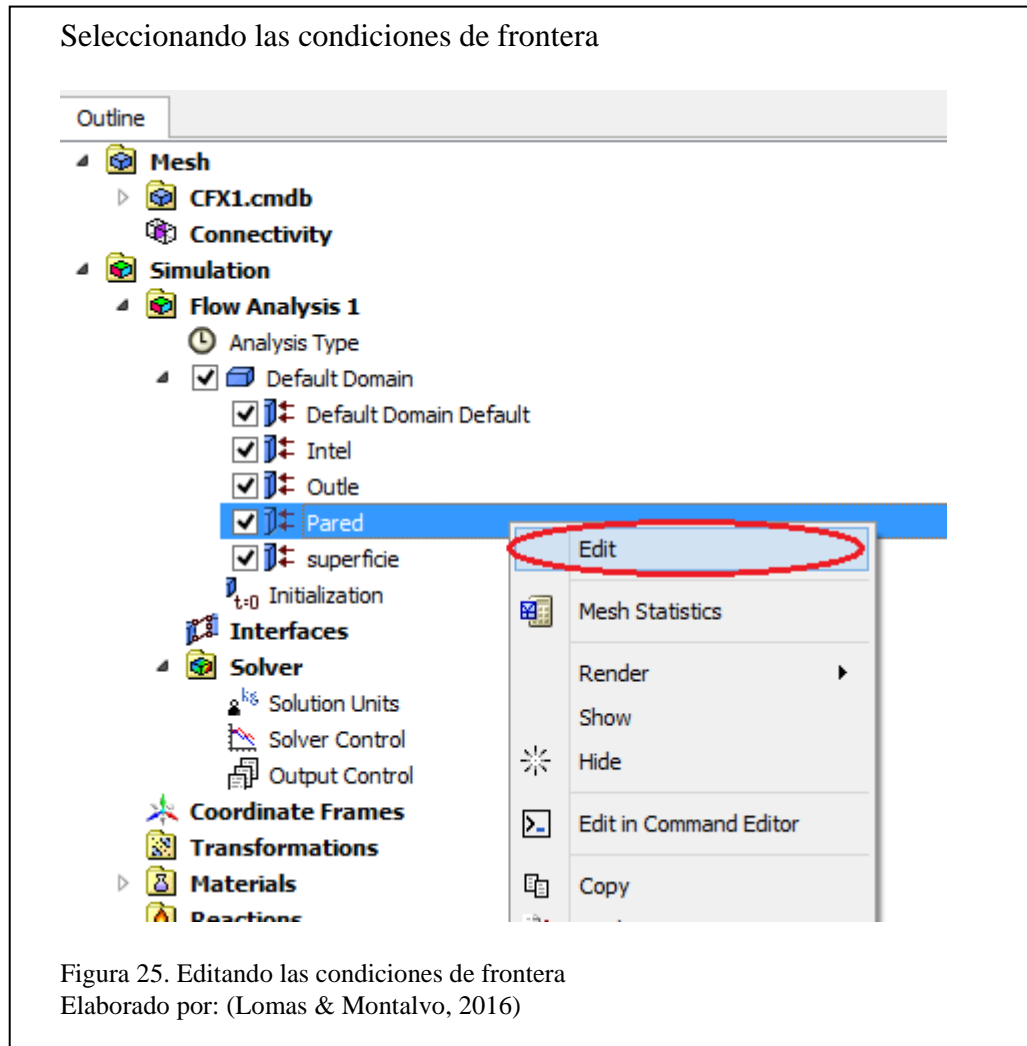 Seleccionando las condiciones de frontera
Outline
Mesh
CFX1.cmdb
Connectivity
Simulation
Flow Analysis 1
Analysis Type
Default Domain
Default Domain Default
Intel
Outle
Pared
superficie
t=0 Initialization
Interfaces
Solver
kg Solution Units
Solver Control
Output Control
Coordinate Frames
Transformations
Materials
Reactions
Edit
Mesh Statistics
Render
Show
Hide
Edit in Command Editor
Copy
Figura 25. Editando las condiciones de frontera
Elaborado por: (Lomas & Montalvo, 2016)